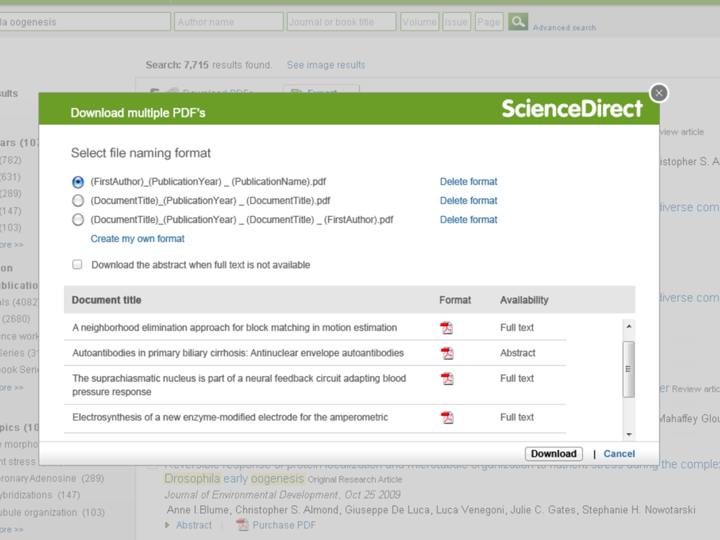 la oogenesis
Author name
Journal or book title
Volume
Issue
Page
Advanced search
Search: 7,715 results found. See image results
Download multiple PDF's
ScienceDirect
Select file naming format
(FirstAuthor)_(PublicationYear) _ (PublicationName).pdf Delete format
(DocumentTitle)_(PublicationYear) _ (DocumentTitle).pdf Delete format
(DocumentTitle)_(PublicationYear) _ (DocumentTitle) _ (FirstAuthor).pdf Delete format
Create my own format
Download the abstract when full text is not available
Document title Format Availability
A neighborhood elimination approach for block matching in motion estimation Full text
Autoantibodies in primary biliary cirrhosis: Antinuclear envelope autoantibodies Abstract
The suprachiasmatic nucleus is part of a neural feedback circuit adapting blood
pressure response Full text
Electrosynthesis of a new enzyme-modified electrode for the amperometric Full text
Download | Cancel
sults
ars (10
(782)
(631)
(289)
(147)
(103)
ore >>
on
ublicatio
als (4082)
(2680)
ence work
Series (31
ook Serie
ore >>
pics (10
e morpho
nt stress
oronaryAdenosine (289)
ybridizations (147)
ubule organization (103)
ore >>
view article
istopher S. A
diverse com
diverse com
er Review artic
Mahaffey Glou
Reversible response of protein localization and microtubule organization to nutrient stress during the complex
Drosophila early oogenesis Original Research Article
Journal of Environmental Development, Oct 25 2009
Anne I.Blume, Christopher S. Almond, Giuseppe De Luca, Luca Venegoni, Julie C. Gates, Stephanie H. Nowotarski
Abstract | Purchase PDF